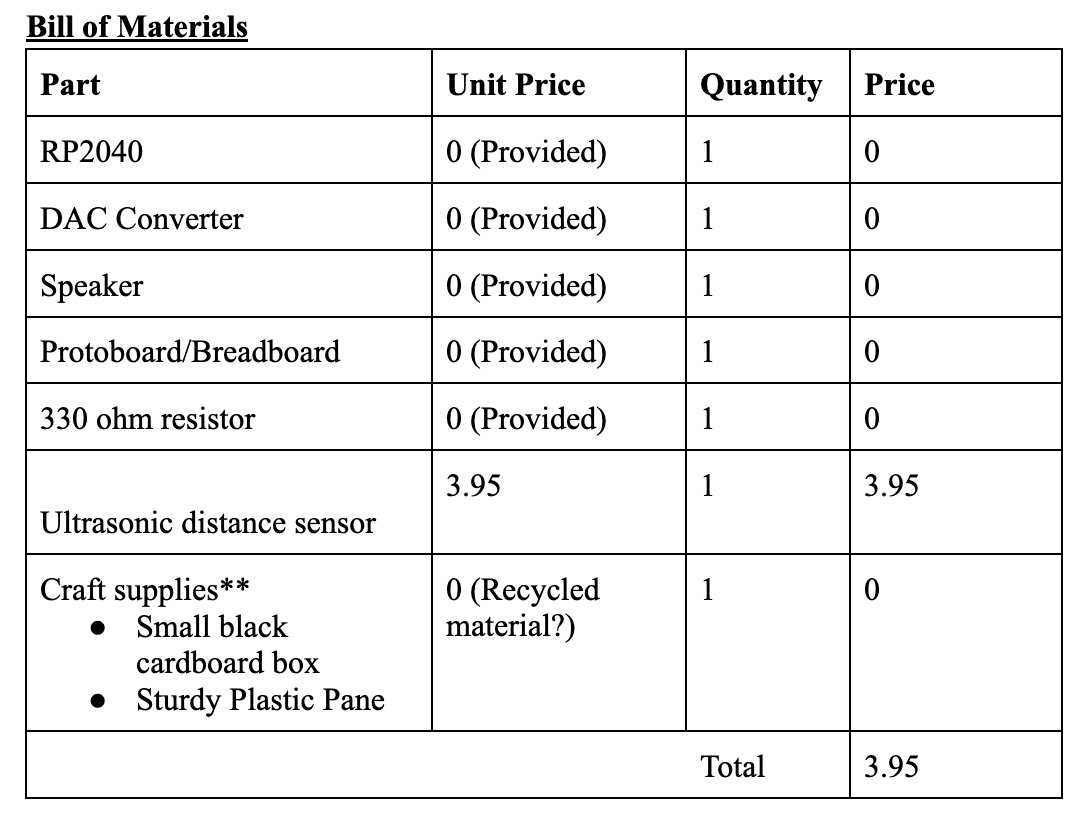 Bill of Materials
Part Unit Price Quantity Price
RP2040 0 (Provided) 1 0
DAC Converter 0 (Provided) 1 0
Speaker 0 (Provided) 1 0
Protoboard/Breadboard 0 (Provided) 1 0
330 ohm resistor 0 (Provided) 1 0
Ultrasonic distance sensor 3.95 1 3.95
Craft supplies** 0 (Recycled 1 0
● Small black material?)
cardboard box
● Sturdy Plastic Pane
Total 3.95